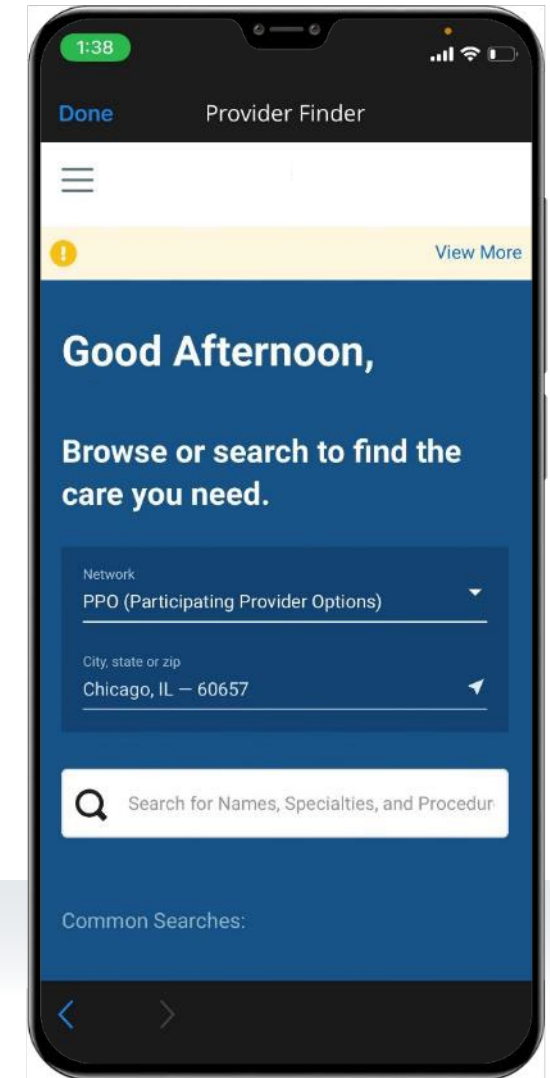 1:38
Done Provider Finder
View More
Good Afternoon,
Browse or search to find the
care you need.
Network
PPO (Participating Provider Options)
City, state or zip
Chicago, IL — 60657
Search for Names, Specialties, and Procedur
Common Searches: